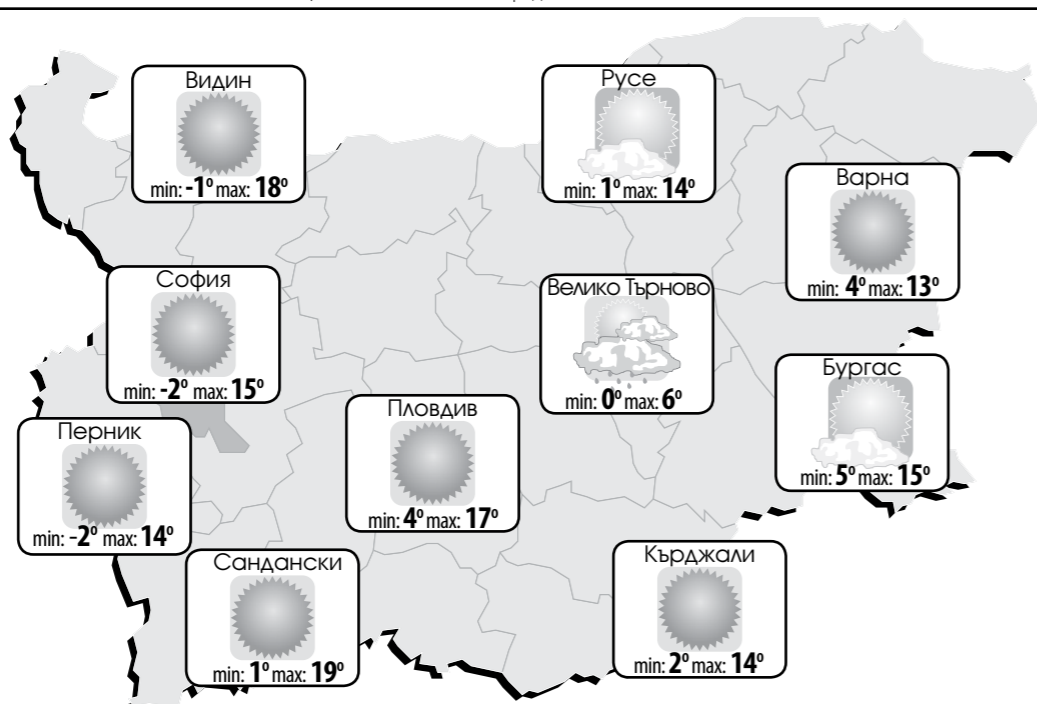 Видин
min: -1° max: 18°
Русе
min: 1° max: 14°
Варна
min: 4° max: 13°
София
min: -2° max: 15°
Велико Търново
min: 0° max: 6°
Бургас
min: 5° max: 15°
Пловдив
min: 4° max: 17°
Перник
min: -2° max: 14°
Сандански
min: 1° max: 19°
Кърджали
min: 2° max: 14°